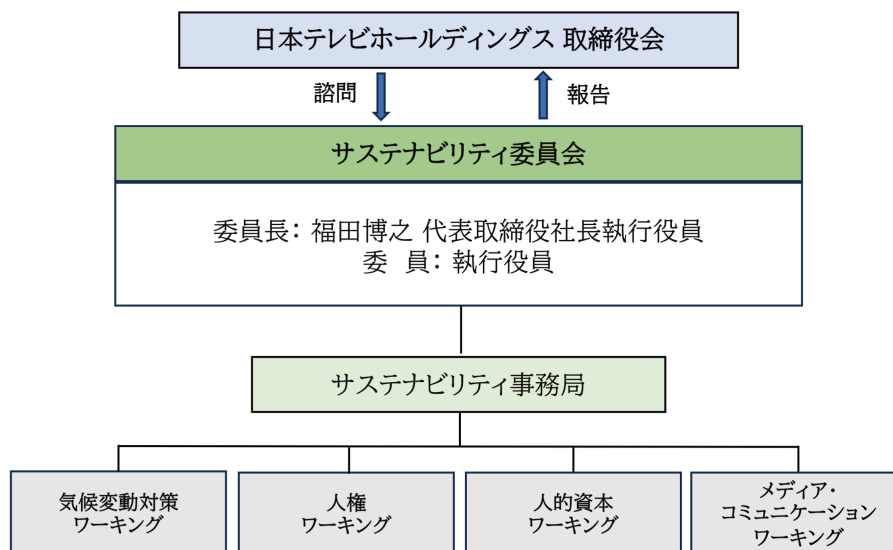 日本テレビホールディングス 取締役会
諮問
報告
サステナビリティ委員会
委員長: 福田博之 代表取締役社長執行役員
委 員: 執行役員
サステナビリティ事務局
気候変動対策
ワーキング
人権
ワーキング
人的資本
ワーキング
メディア・
コミュニケーション
ワーキング